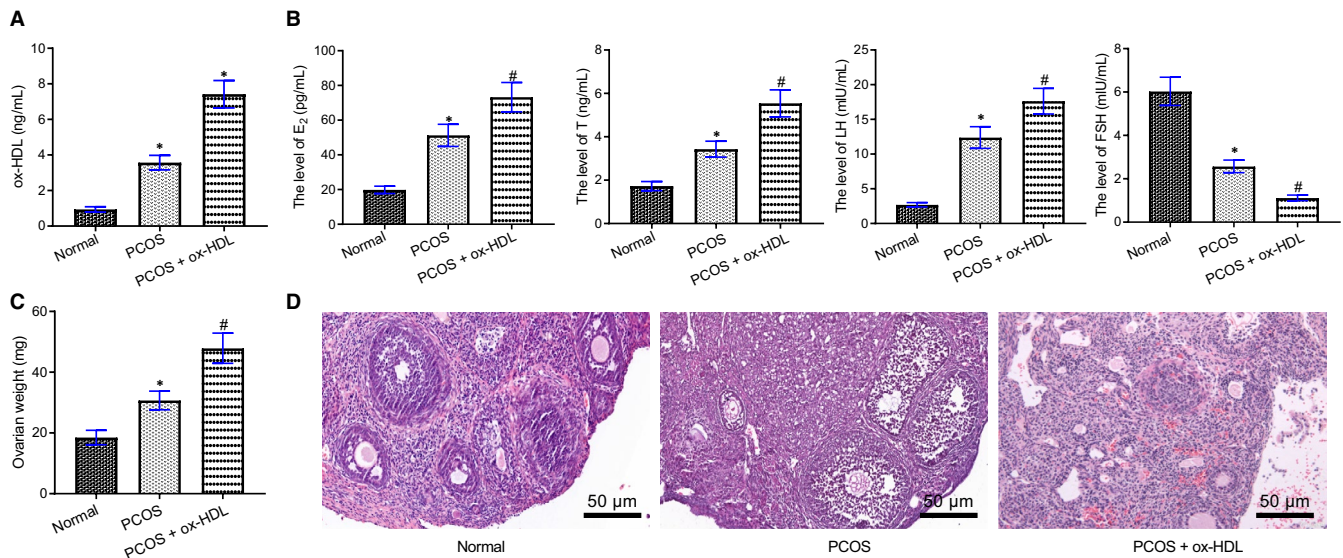 A
ox-HDL (ng/mL)
10
8
6
4
2
0
*
*
Normal
PCOS
PCOS + ox-HDL
B
The level of E2 (pg/mL)
100
80
60
40
20
0
*
#
Normal
PCOS
PCOS + ox-HDL
The level of T (ng/mL)
8
6
4
2
0
*
#
Normal
PCOS
PCOS + ox-HDL
The level of LH (mIU/mL)
25
20
15
10
5
0
*
#
Normal
PCOS
PCOS + ox-HDL
The level of FSH (mIU/mL)
8
6
4
2
0
*
#
Normal
PCOS
PCOS + ox-HDL
C
Ovarian weight (mg)
60
40
20
0
*
#
Normal
PCOS
PCOS + ox-HDL
D
50 µm
Normal
50 µm
PCOS
50 µm
PCOS + ox-HDL